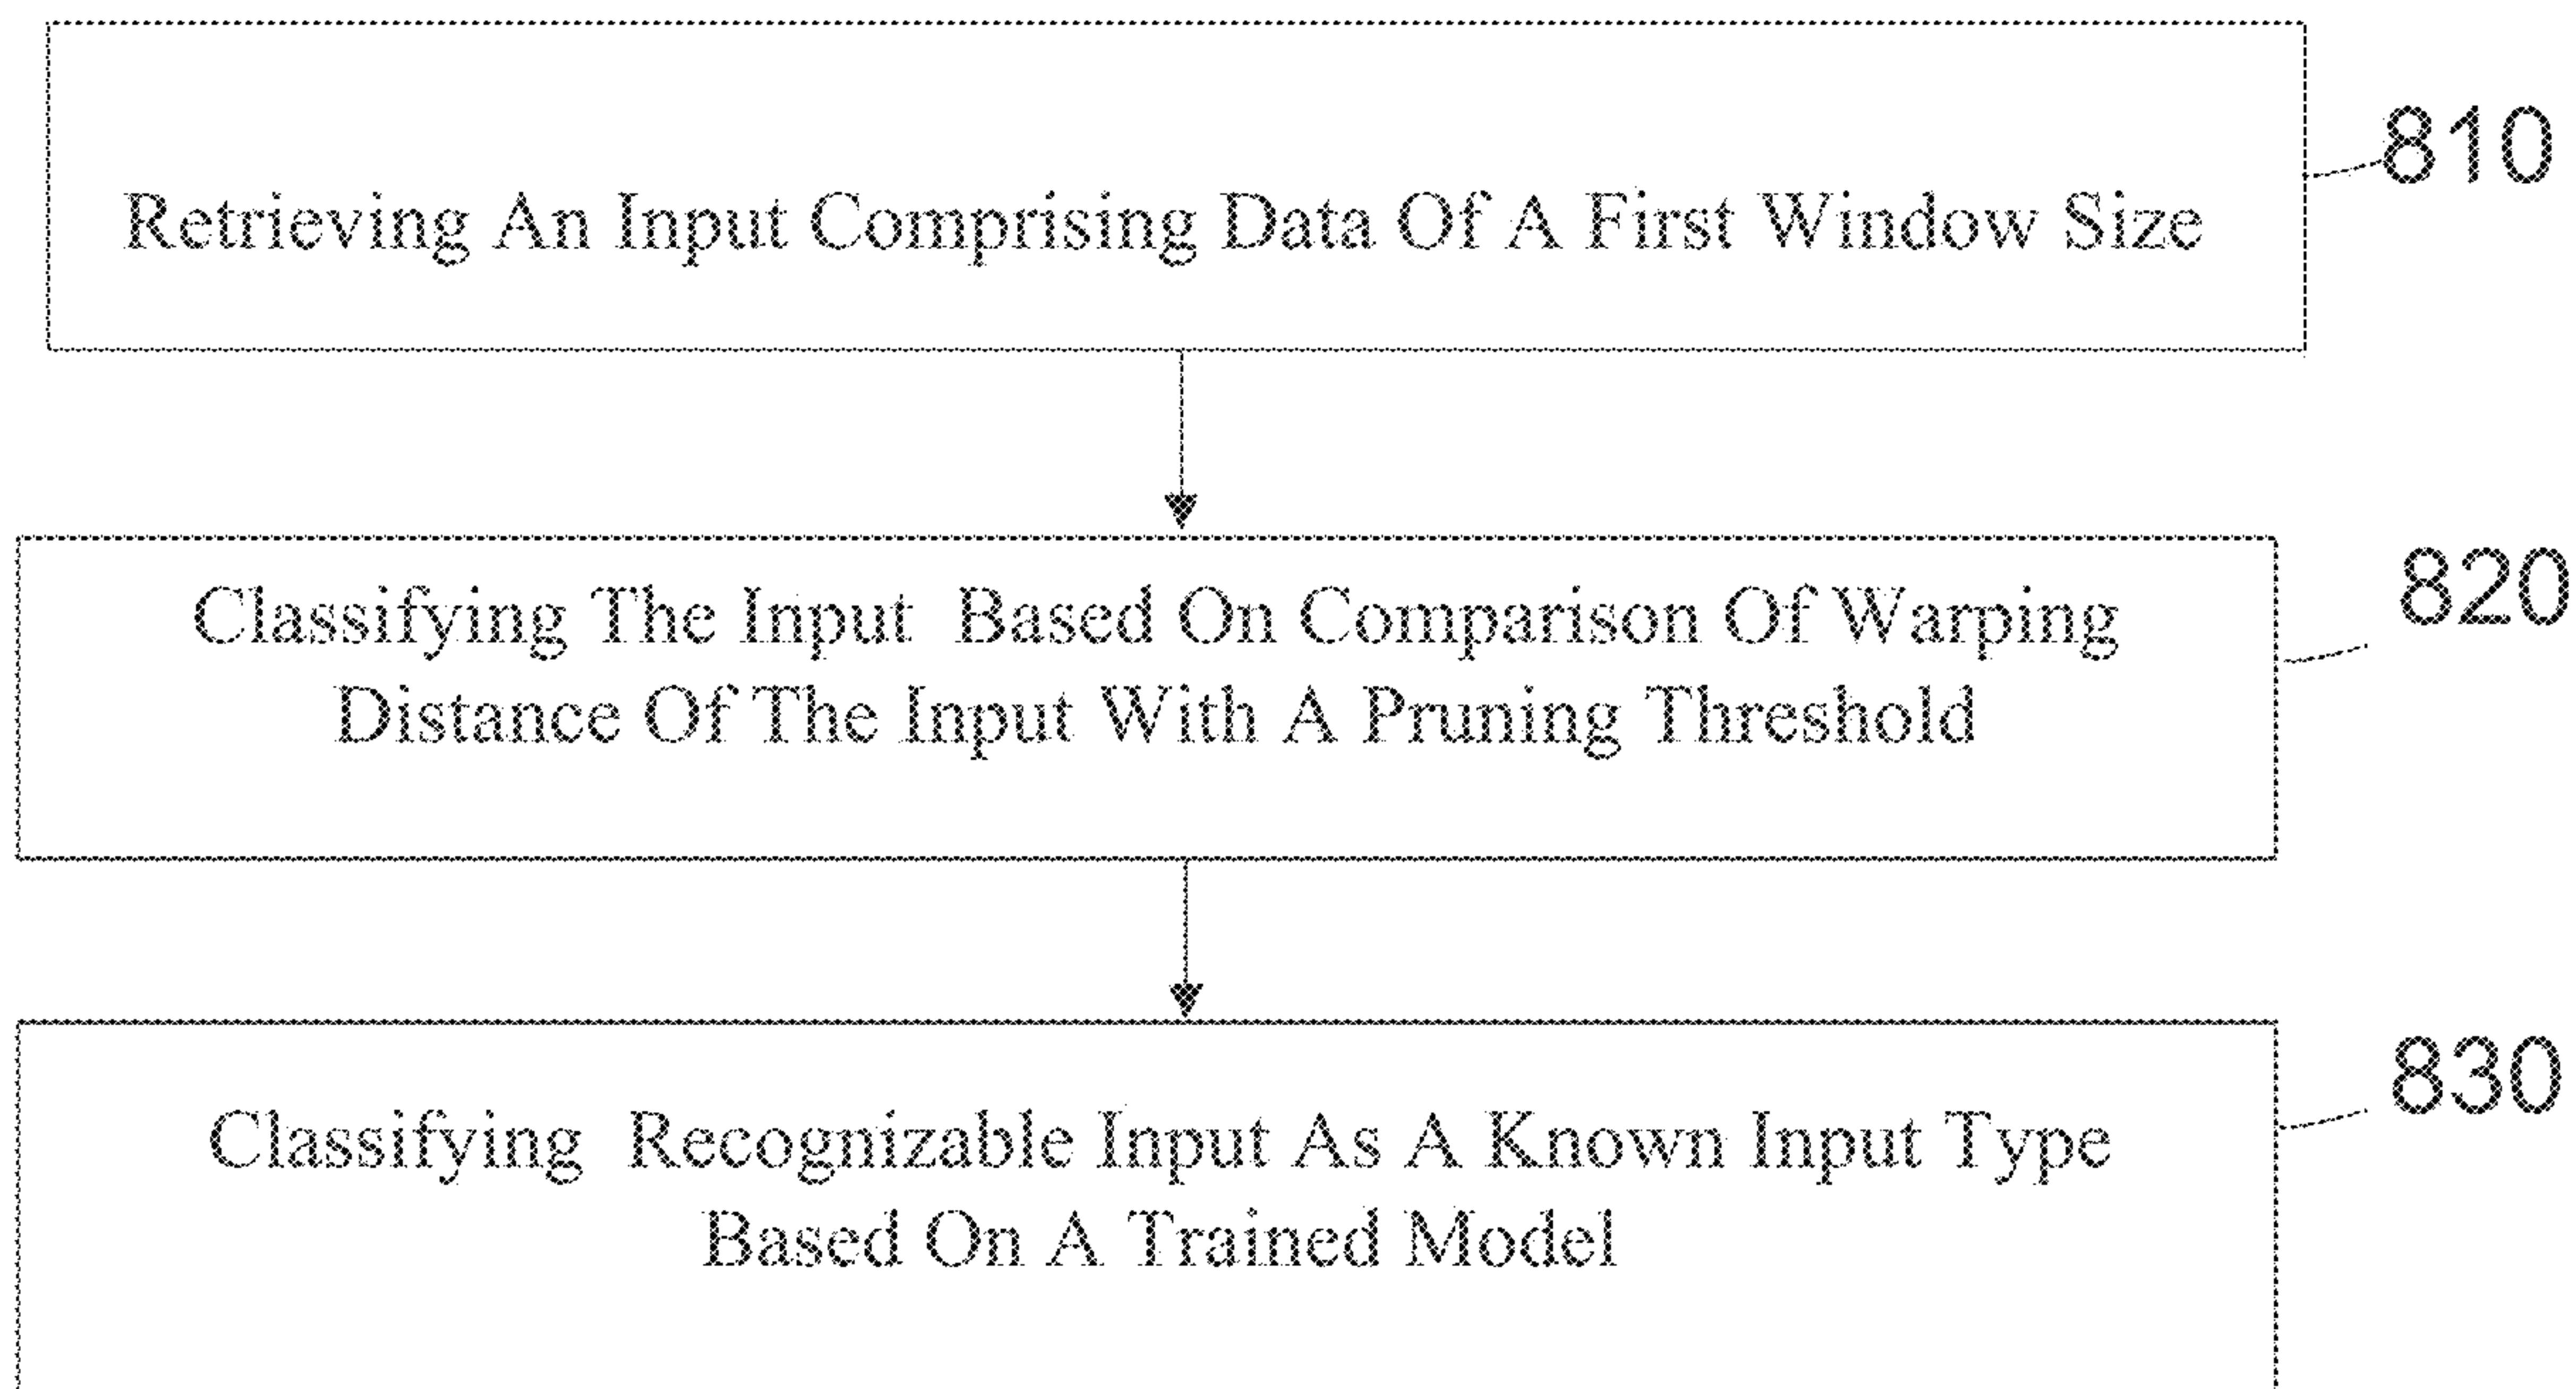 Retrieving An Input Comprising Data Of A First Window Size
810
Classifying The Input Based On Comparison Of Warping
Distance Of The Input With A Pruning Threshold
820
Classifying Recognizable Input As A Known Input Type
Based On A Trained Model
830